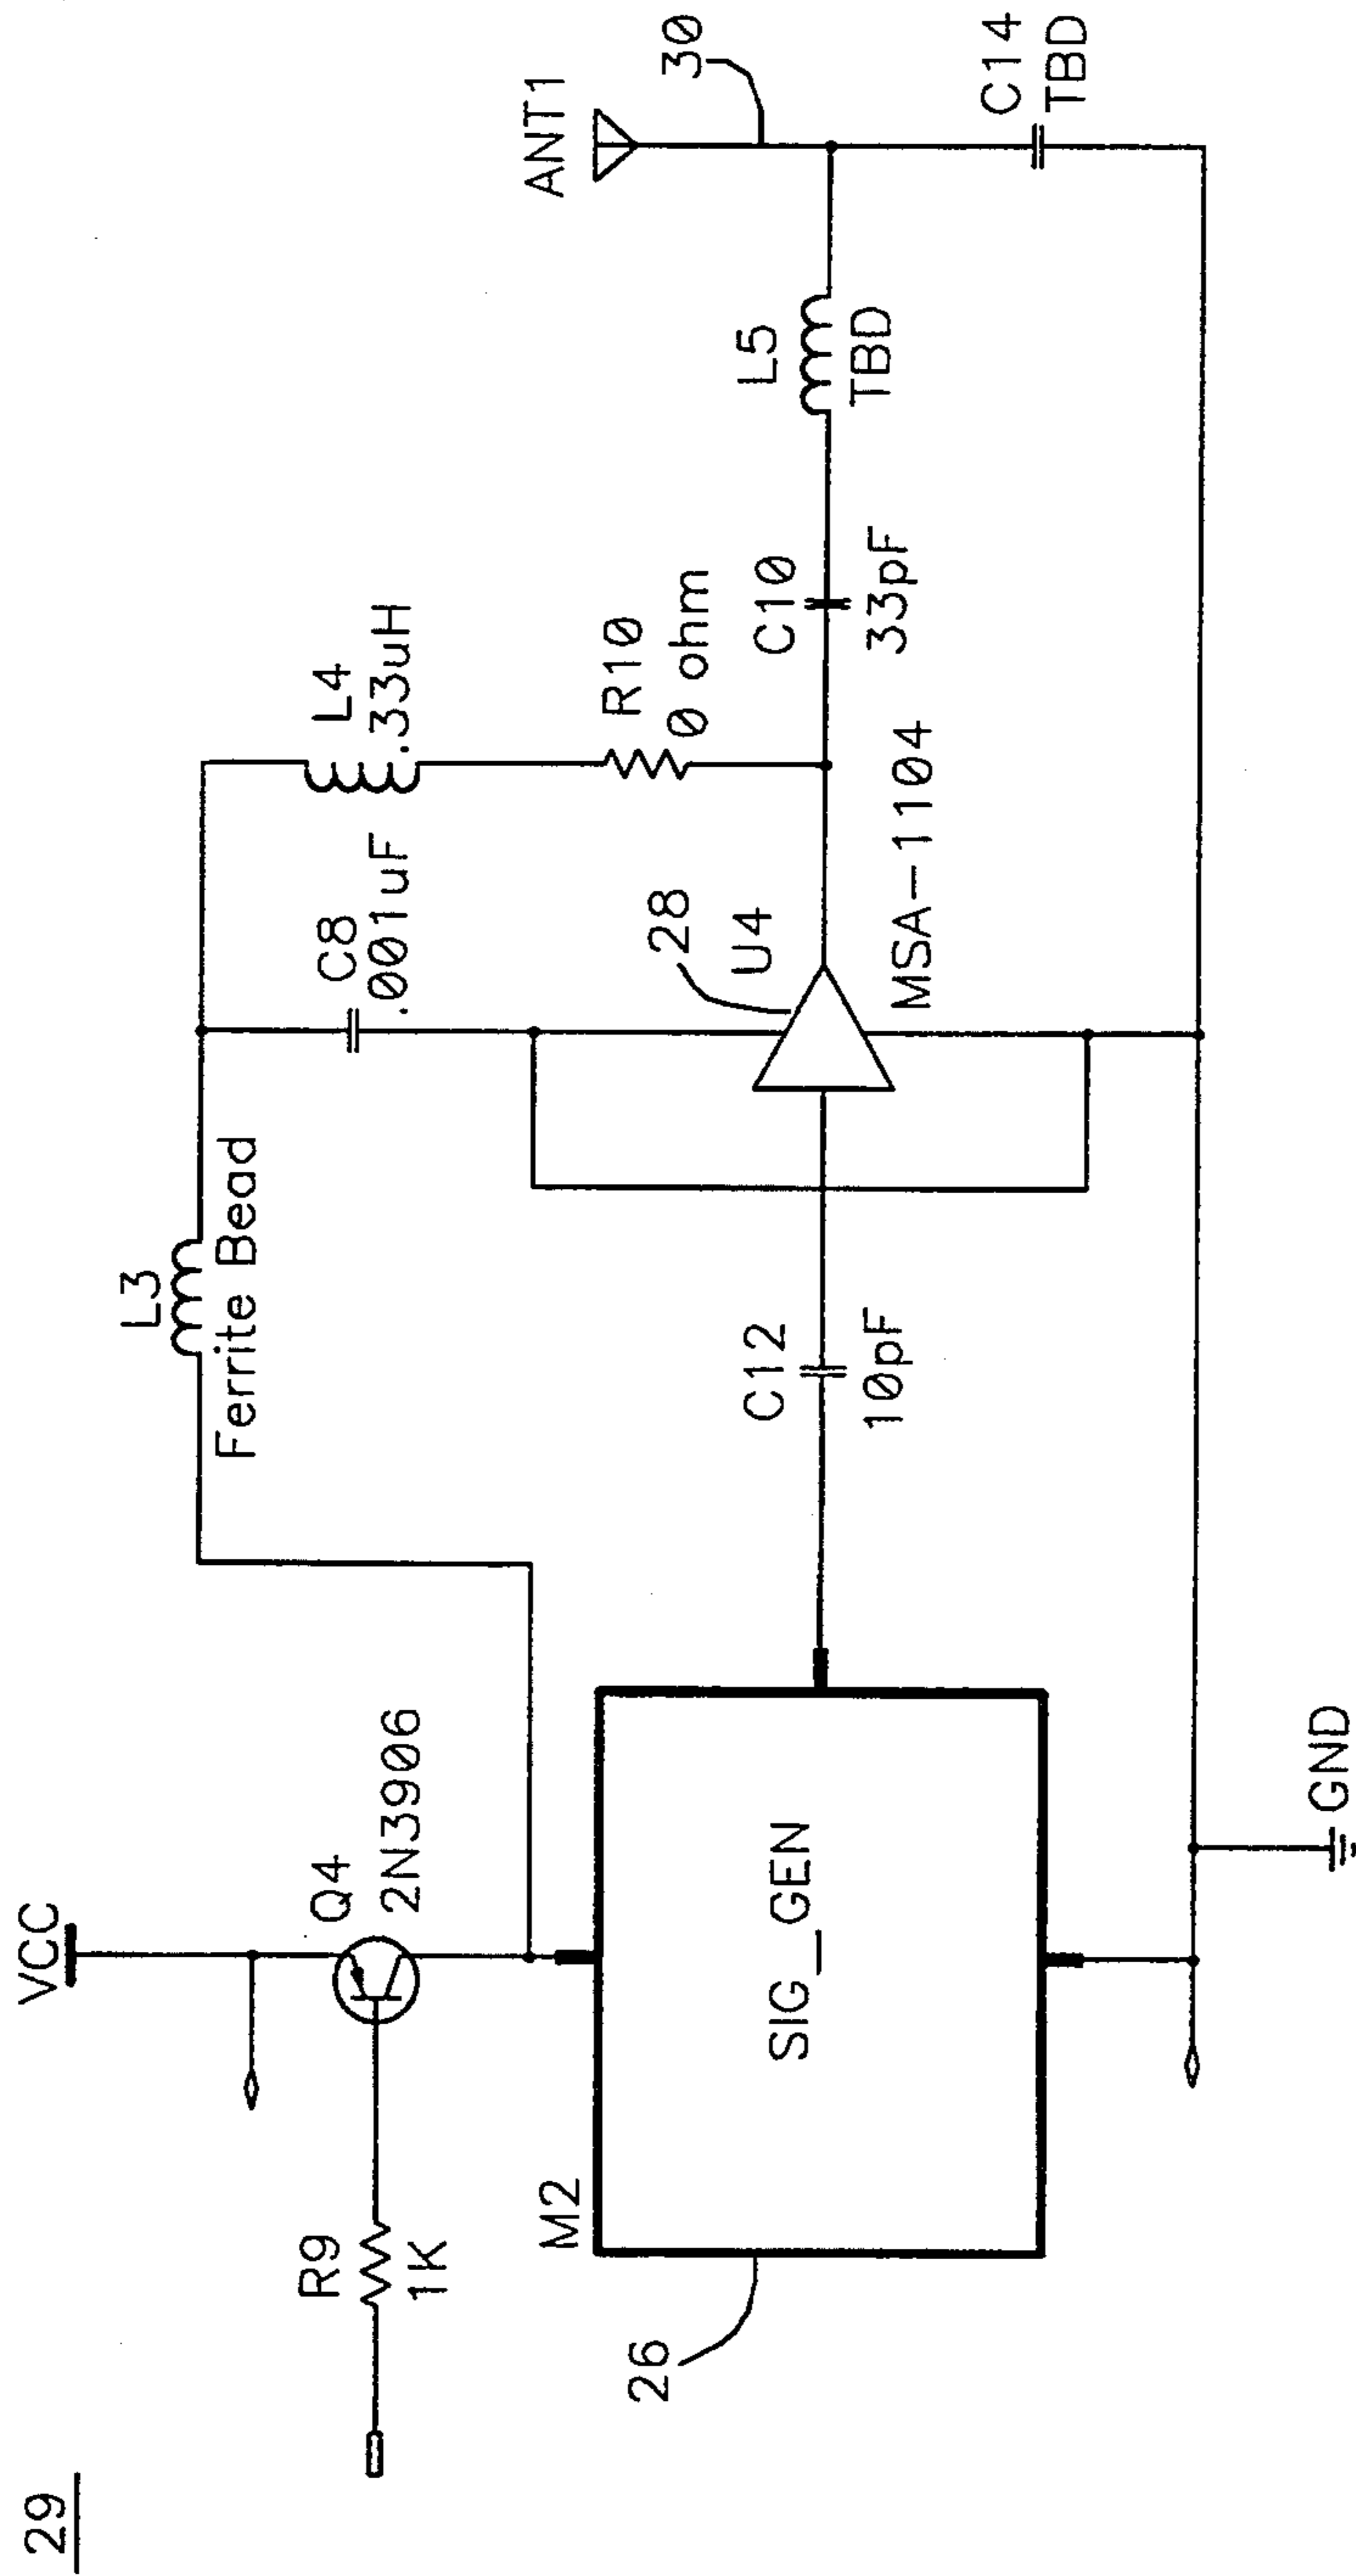 29
VCC
R9
1K
Q4
2N3906
L3
Ferrite Bead
C8
.001uF
L4
.33uH
R10
0 ohm
ANT1
30
M2
SIG_GEN
26
C12
10pF
28
U4
MSA-1104
C10
33pF
L5
TBD
C14
TBD
GND